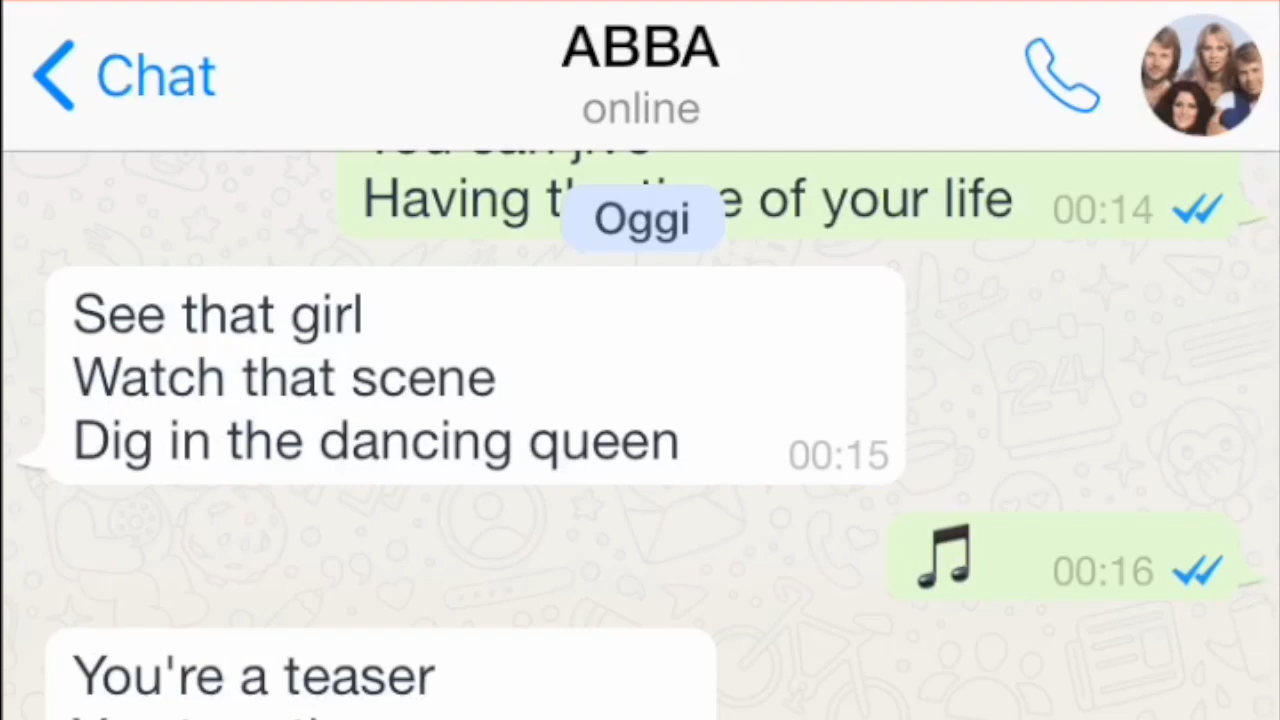 Chat
ABBA
online
Having of your life 00:14
Oggi
See that girl
Watch that scene
Dig in the dancing queen 00:15
00:16
You're a teaser